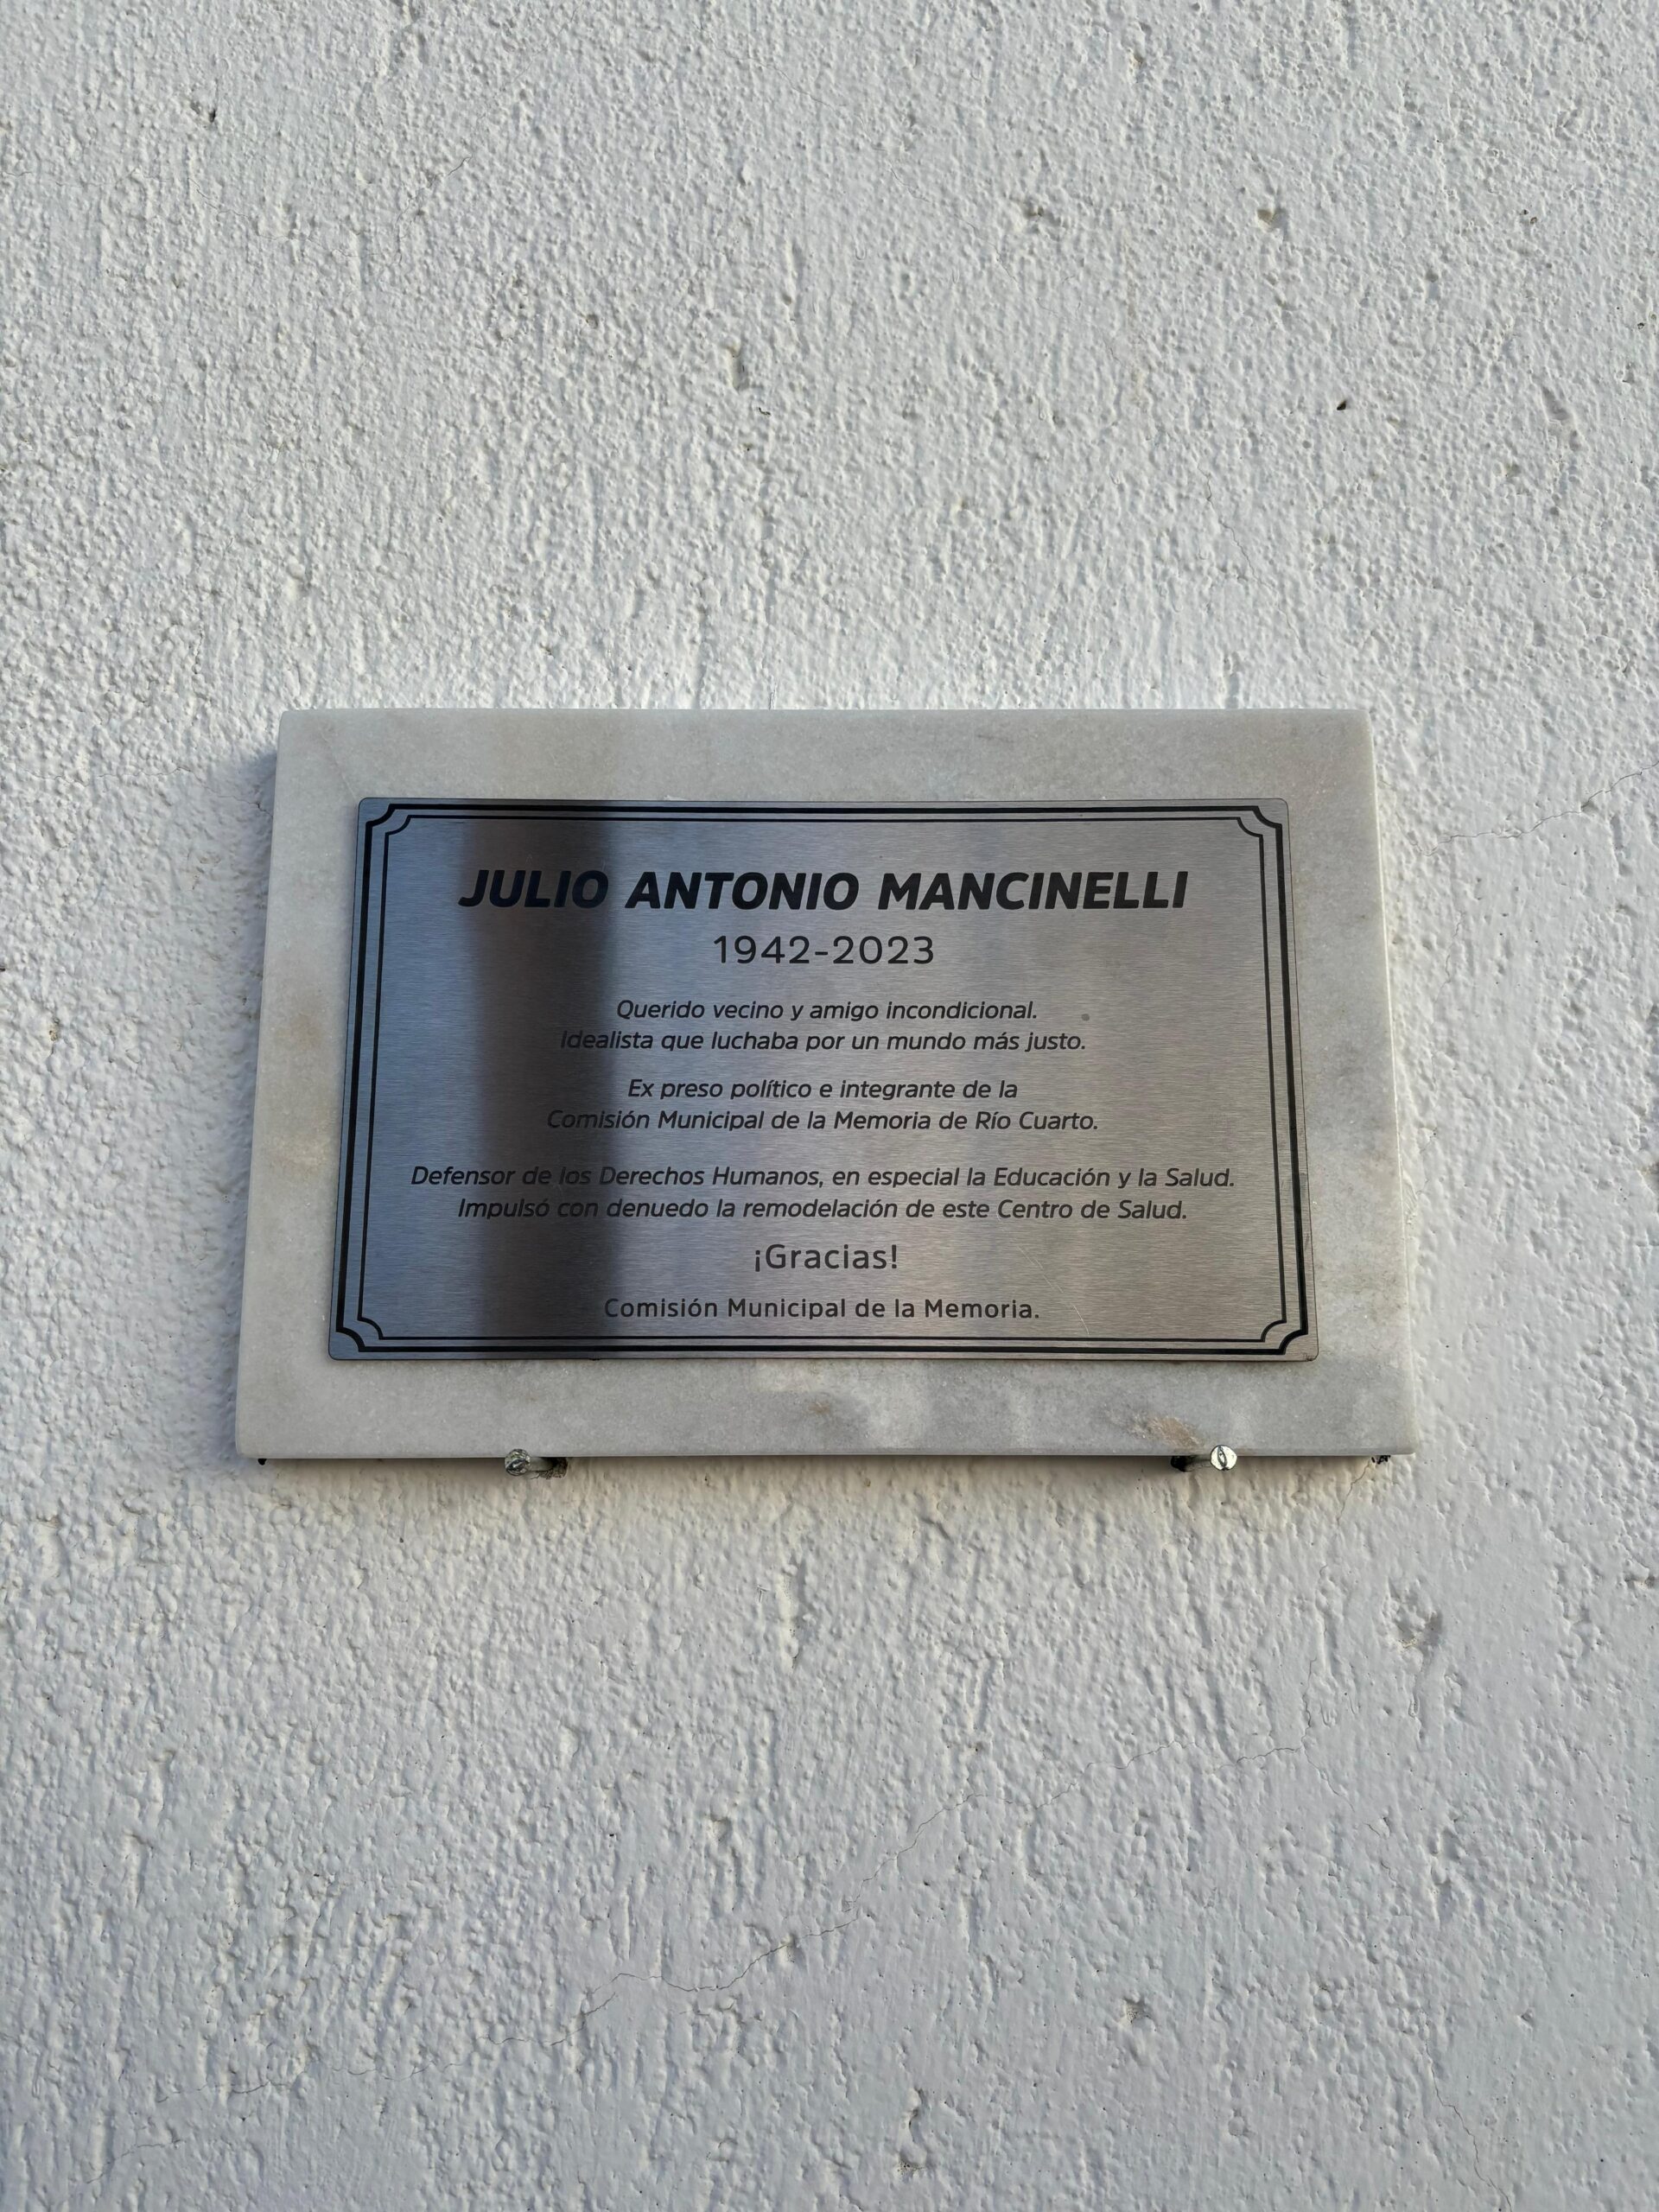 JULIO ANTONIO MANCINELLI
1942-2023
Querido vecino y amigo incondicional.
Idealista que luchaba por un mundo más justo.
Ex preso político e integrante de la
Comisión Municipal de la Memoria de Río Cuarto.
Defensor de los Derechos Humanos, en especial la Educación y la Salud.
Impulsó con denuedo la remodelación de este Centro de Salud.
¡Gracias!
Comisión Municipal de la Memoria.